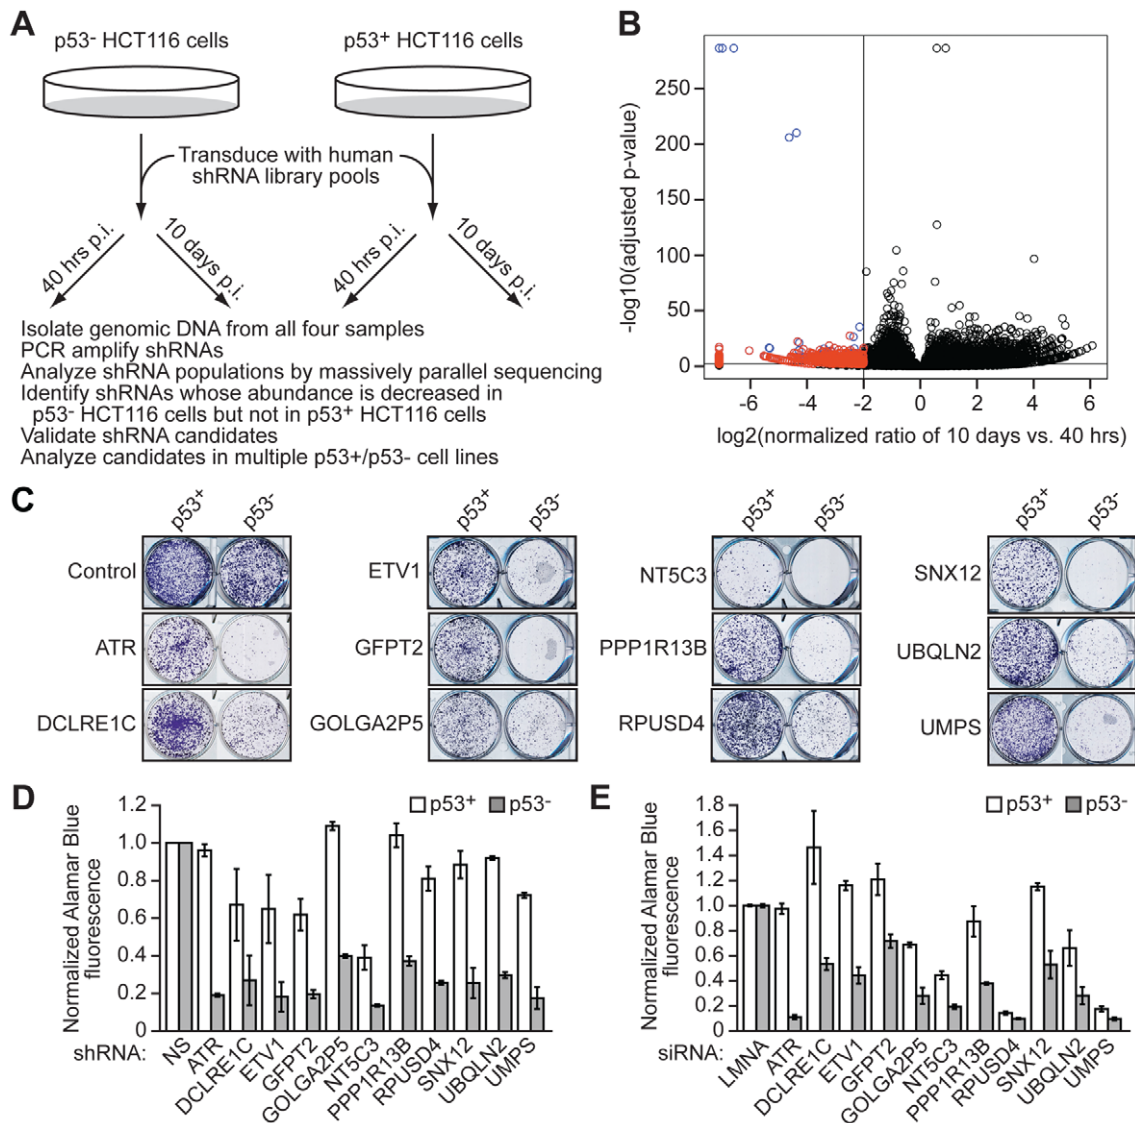 A
p53- HCT116 cells
p53+ HCT116 cells
Transduce with human
shRNA library pools
40 hrs p.i.
10 days p.i.
40 hrs p.i.
10 days p.i.
Isolate genomic DNA from all four samples
PCR amplify shRNAs
Analyze shRNA populations by massively parallel sequencing
Identify shRNAs whose abundance is decreased in
p53- HCT116 cells but not in p53+ HCT116 cells
Validate shRNA candidates
Analyze candidates in multiple p53+/p53- cell lines
B
-log10(adjusted p-value)
250
200
150
100
50
0
-6 -4 -2 0 2 4 6
log2(normalized ratio of 10 days vs. 40 hrs)
C
p53+ p53-
Control
ATR
DCLRE1C
p53+ p53-
ETV1
GFPT2
GOLGA2P5
p53+ p53-
NT5C3
PPP1R13B
RPUSD4
p53+ p53-
SNX12
UBQLN2
UMPS
D
p53+ p53-
Normalized Alamar Blue
fluorescence
1.2
1.0
0.8
0.6
0.4
0.2
0
shRNA:
NS
ATR
DCLRE1C
ETV1
GFPT2
GOLGA2P5
NT5C3
PPP1R13B
RPUSD4
SNX12
UBQLN2
UMPS
E
p53+ p53-
Normalized Alamar Blue
fluorescence
1.8
1.6
1.4
1.2
1.0
0.8
0.6
0.4
0.2
0
siRNA:
LMNA
ATR
DCLRE1C
ETV1
GFPT2
GOLGA2P5
NT5C3
PPP1R13B
RPUSD4
SNX12
UBQLN2
UMPS